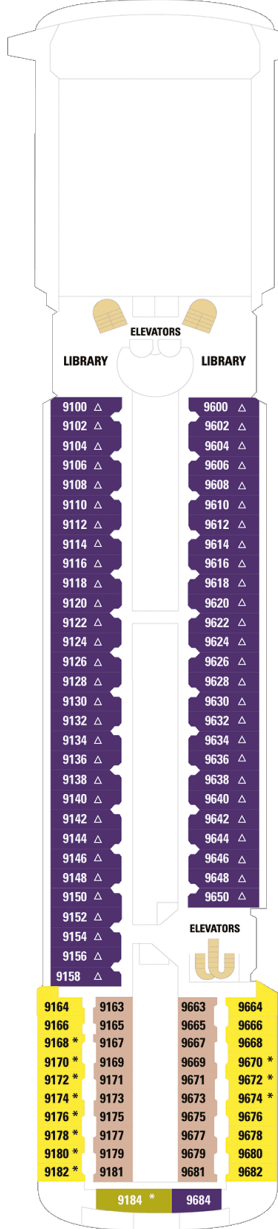 ELEVATORS
LIBRARY LIBRARY
9100 △ 9600 △
9102 △ 9602 △
9104 △ 9604 △
9106 △ 9606 △
9108 △ 9608 △
9110 △ 9610 △
9112 △ 9612 △
9114 △ 9614 △
9116 △ 9616 △
9118 △ 9618 △
9120 △ 9620 △
9122 △ 9622 △
9124 △ 9624 △
9126 △ 9626 △
9128 △ 9628 △
9130 △ 9630 △
9132 △ 9632 △
9134 △ 9634 △
9136 △ 9636 △
9138 △ 9638 △
9140 △ 9640 △
9142 △ 9642 △
9144 △ 9644 △
9146 △ 9646 △
9148 △ 9648 △
9150 △ 9650 △
9152 △
9154 △ ELEVATORS
9156 △
9158 △
9164 9163 9663 9664
9166 9165 9665 9666
9168 * 9167 9667 9668
9170 * 9169 9669 9670 *
9172 * 9171 9671 9672 *
9174 * 9173 9673 9674 *
9176 * 9175 9675 9676
9178 * 9177 9677 9678
9180 * 9179 9679 9680
9182 * 9181 9681 9682
9184 * 9684